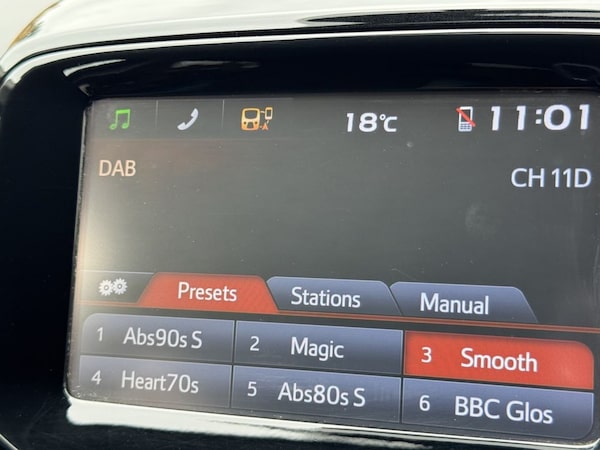 18°C 11:01
DAB
CH 11D
Presets Stations Manual
1 Abs90s S 2 Magic 3 Smooth
4 Heart70s 5 Abs80s S 6 BBC Glos